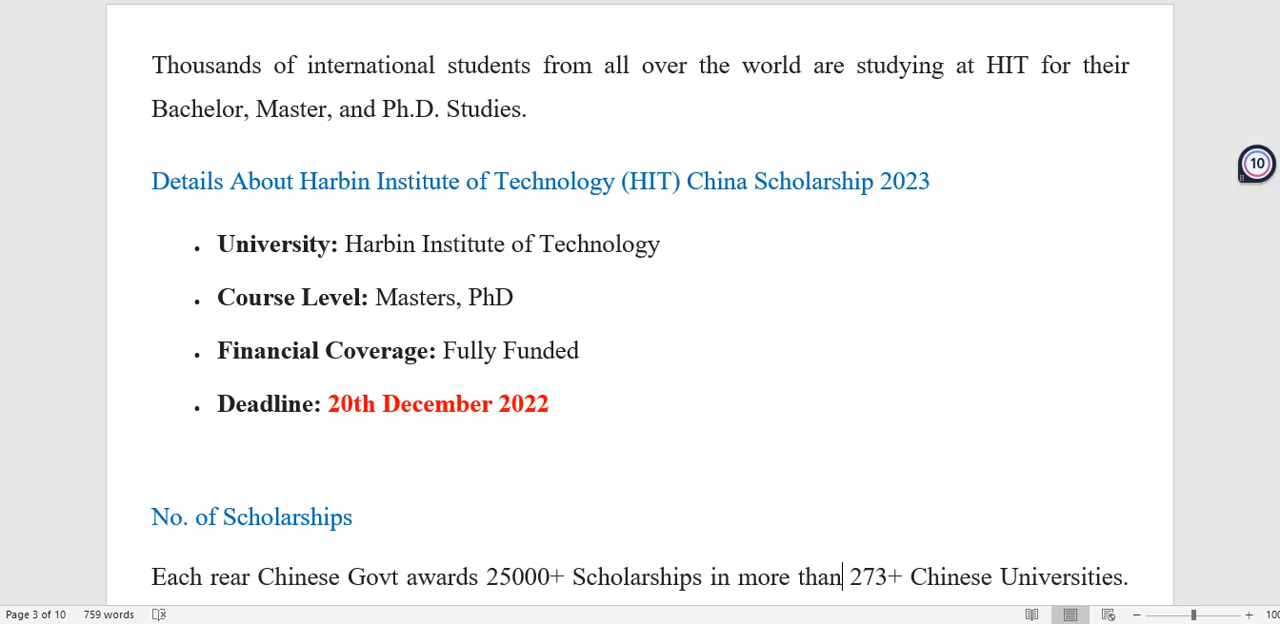 Thousands of international students from all over the world are studying at HIT for their
Bachelor, Master, and Ph.D. Studies.
10
Details About Harbin Institute of Technology (HIT) China Scholarship 2023
• University: Harbin Institute of Technology
• Course Level: Masters, PhD
• Financial Coverage: Fully Funded
• Deadline: 20th December 2022
No. of Scholarships
Each rear Chinese Govt awards 25000+ Scholarships in more than 273+ Chinese Universities.
Page 3 of 10 759 words 100